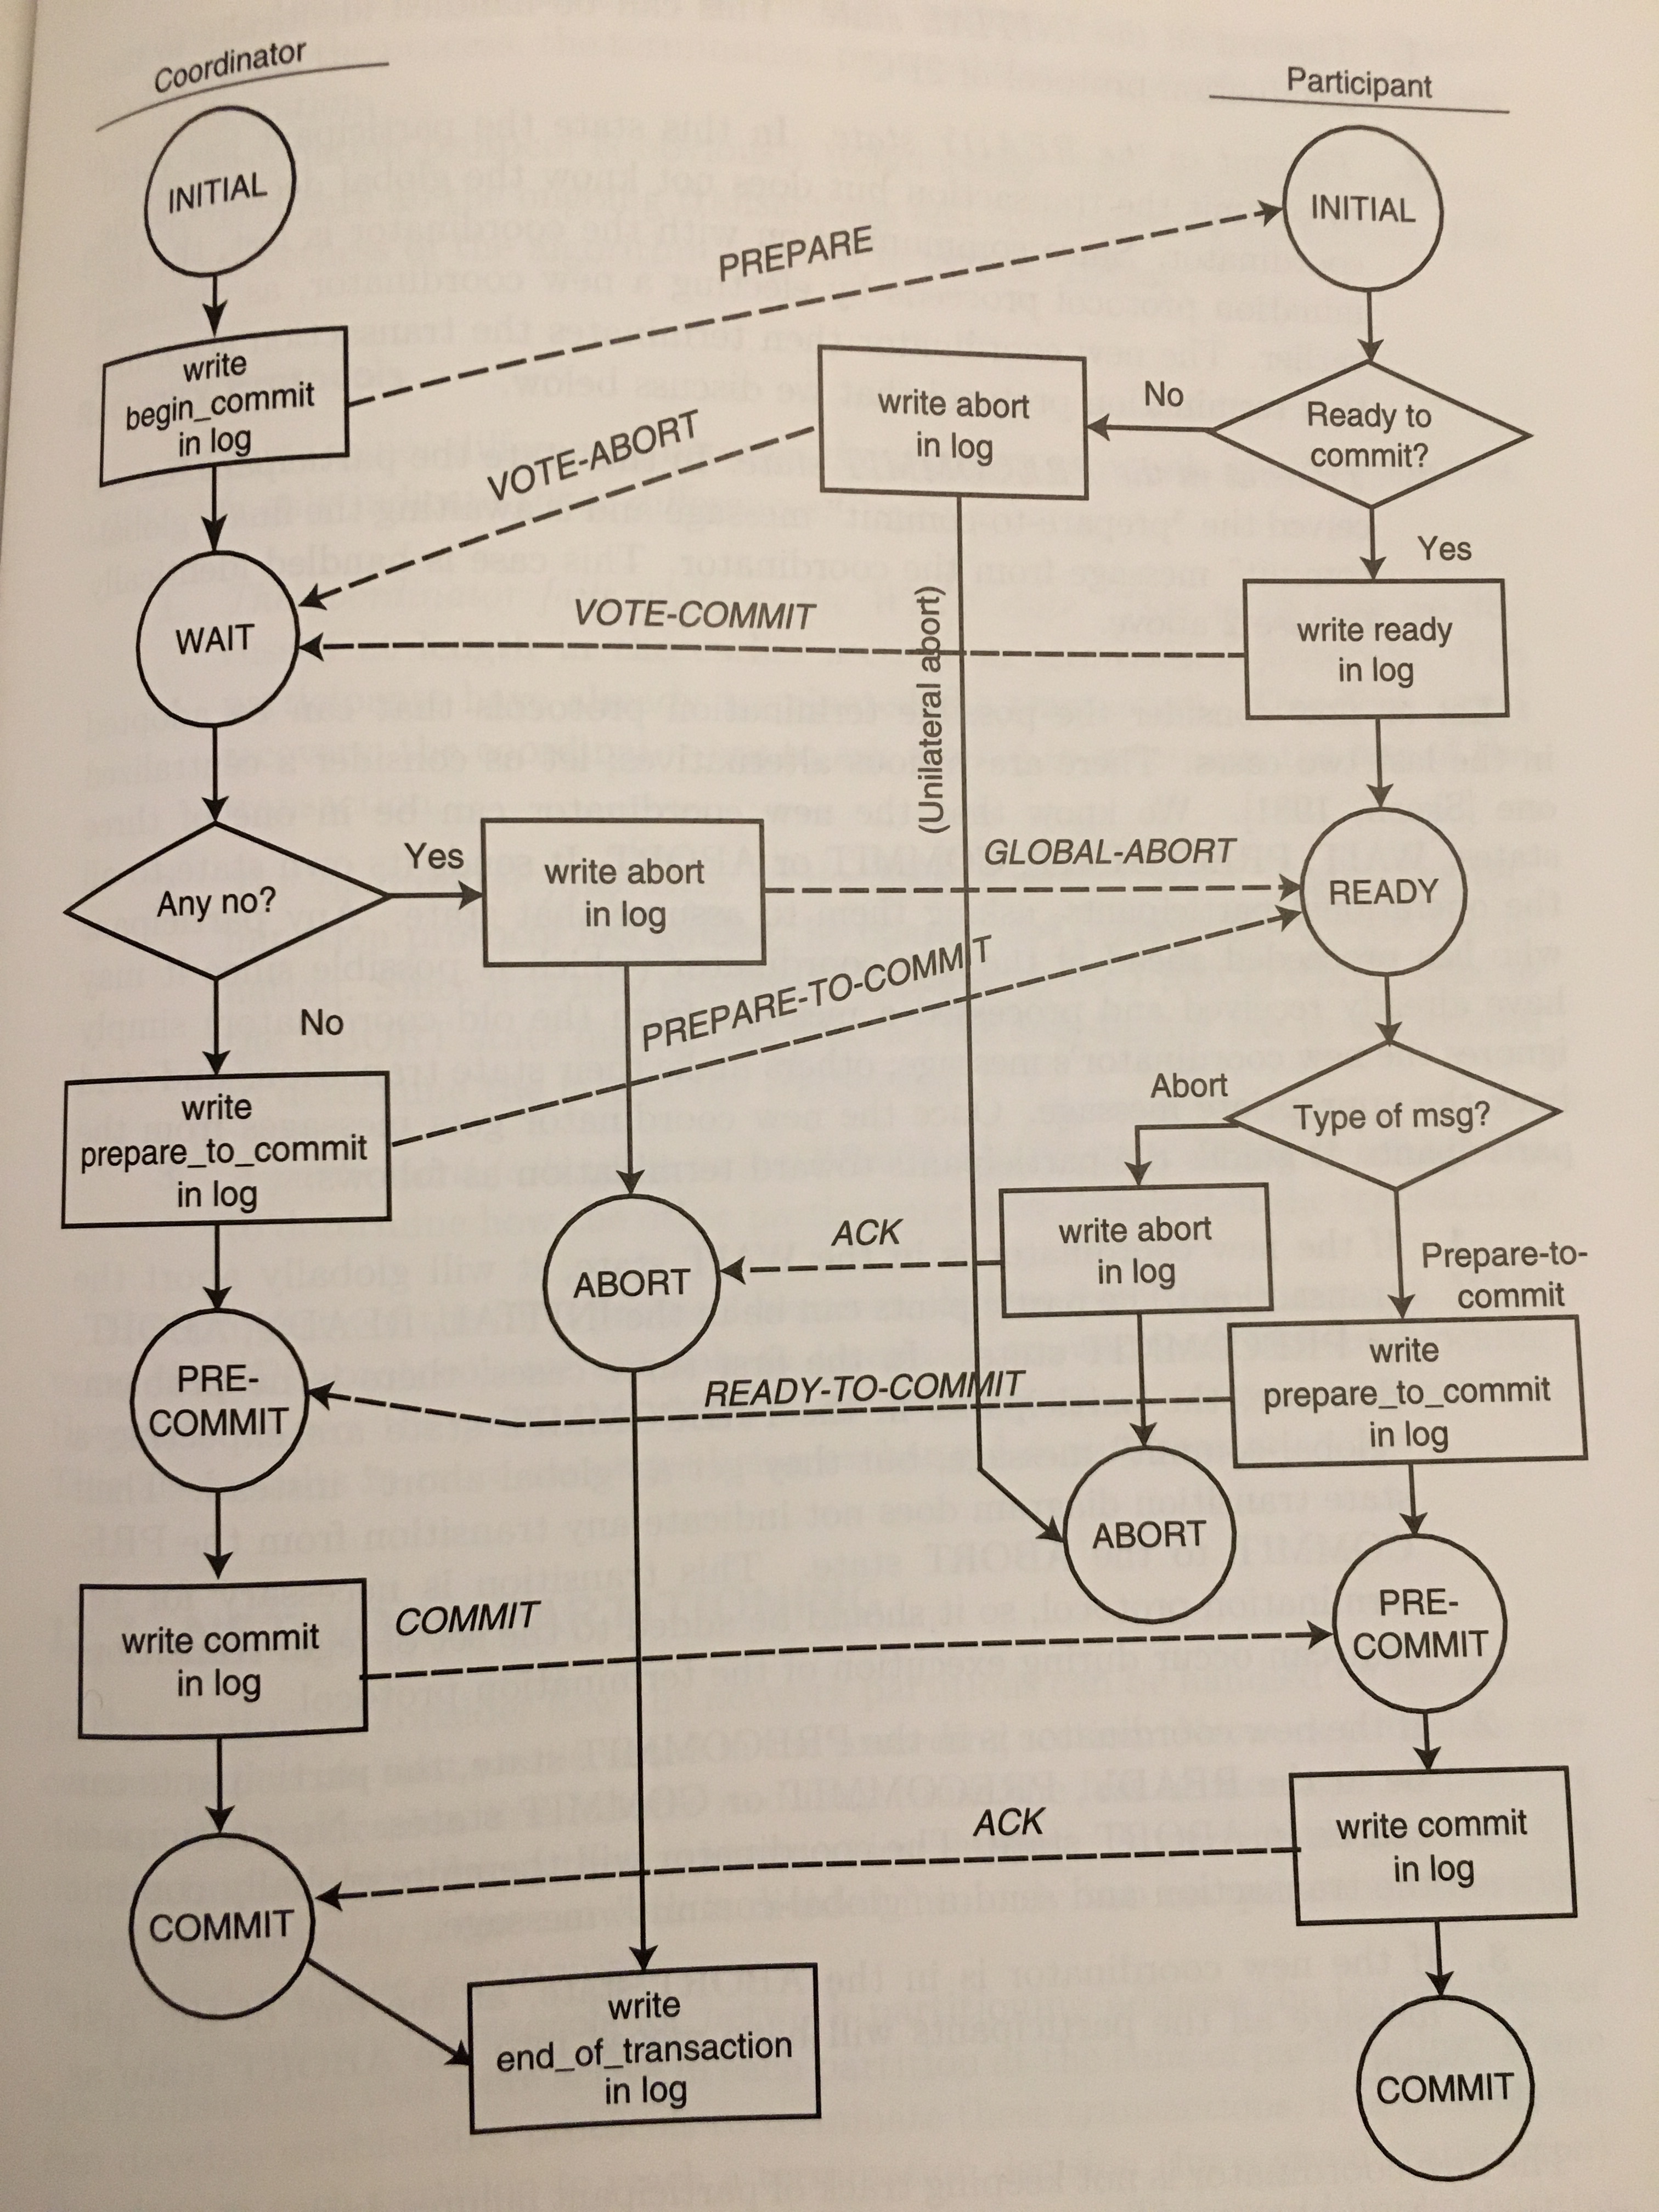 Coordinator
Participant
INITIAL
INITIAL
PREPARE
write
begin_commit
in log
write abort
in log
No
Ready to
commit?
VOTE-ABORT
Yes
WAIT
VOTE-COMMIT
(Unilateral abort)
write ready
in log
Any no?
Yes
write abort
in log
GLOBAL-ABORT
READY
PREPARE-TO-COMMIT
No
write
prepare_to_commit
in log
Abort
Type of msg?
ABORT
ACK
write abort
in log
Prepare-to-
commit
PRE-
COMMIT
READY-TO-COMMIT
write
prepare_to_commit
in log
ABORT
write commit
in log
COMMIT
PRE-
COMMIT
ACK
write commit
in log
COMMIT
write
end_of_transaction
in log
COMMIT